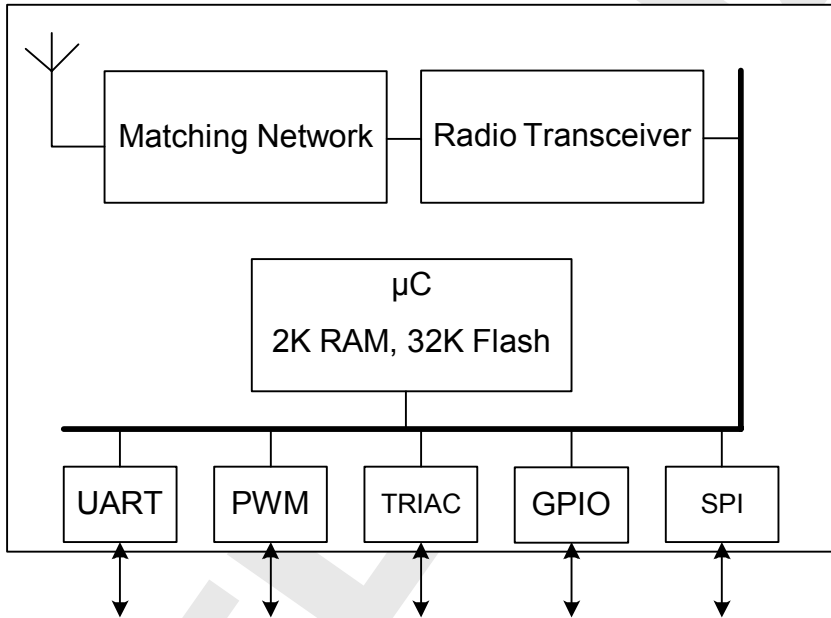 Matching Network
Radio Transceiver
µC
2K RAM, 32K Flash
UART
PWM
TRIAC
GPIO
SPI